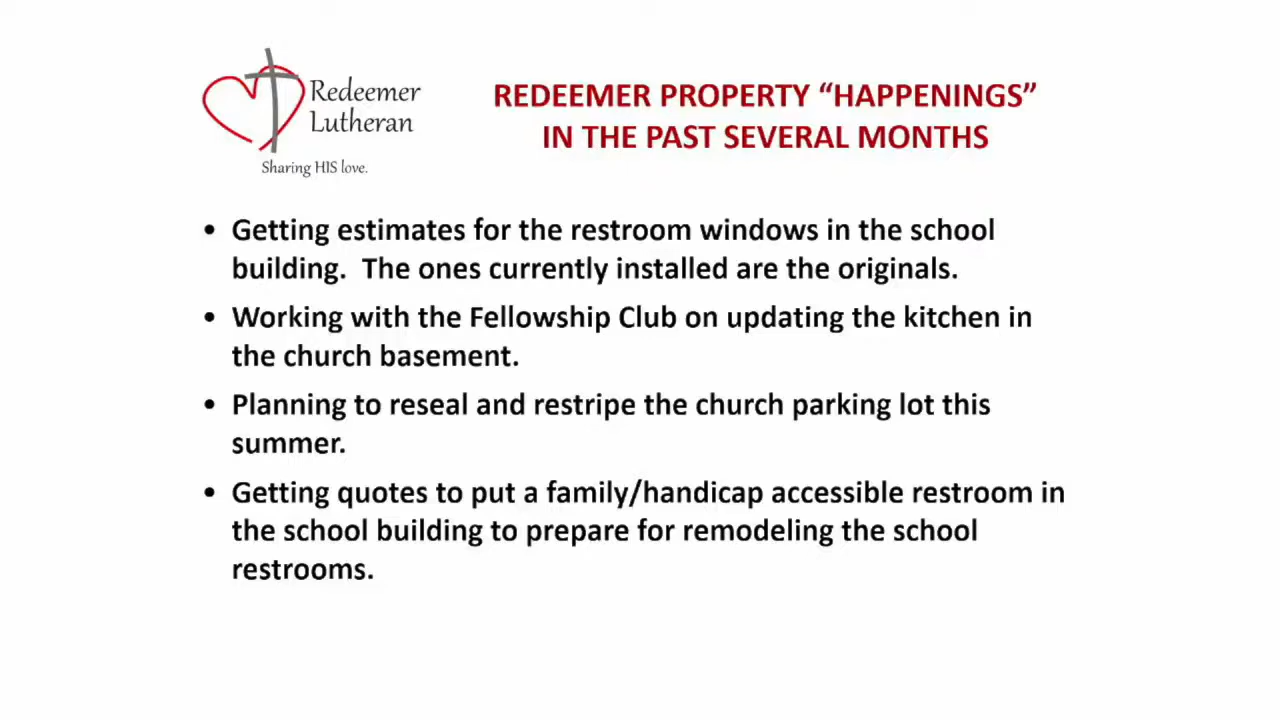 Redeemer
Lutheran
Sharing HIS love.
REDEEMER PROPERTY “HAPPENINGS”
IN THE PAST SEVERAL MONTHS
• Getting estimates for the restroom windows in the school
building.  The ones currently installed are the originals.
• Working with the Fellowship Club on updating the kitchen in
the church basement.
• Planning to reseal and restripe the church parking lot this
summer.
• Getting quotes to put a family/handicap accessible restroom in
the school building to prepare for remodeling the school
restrooms.